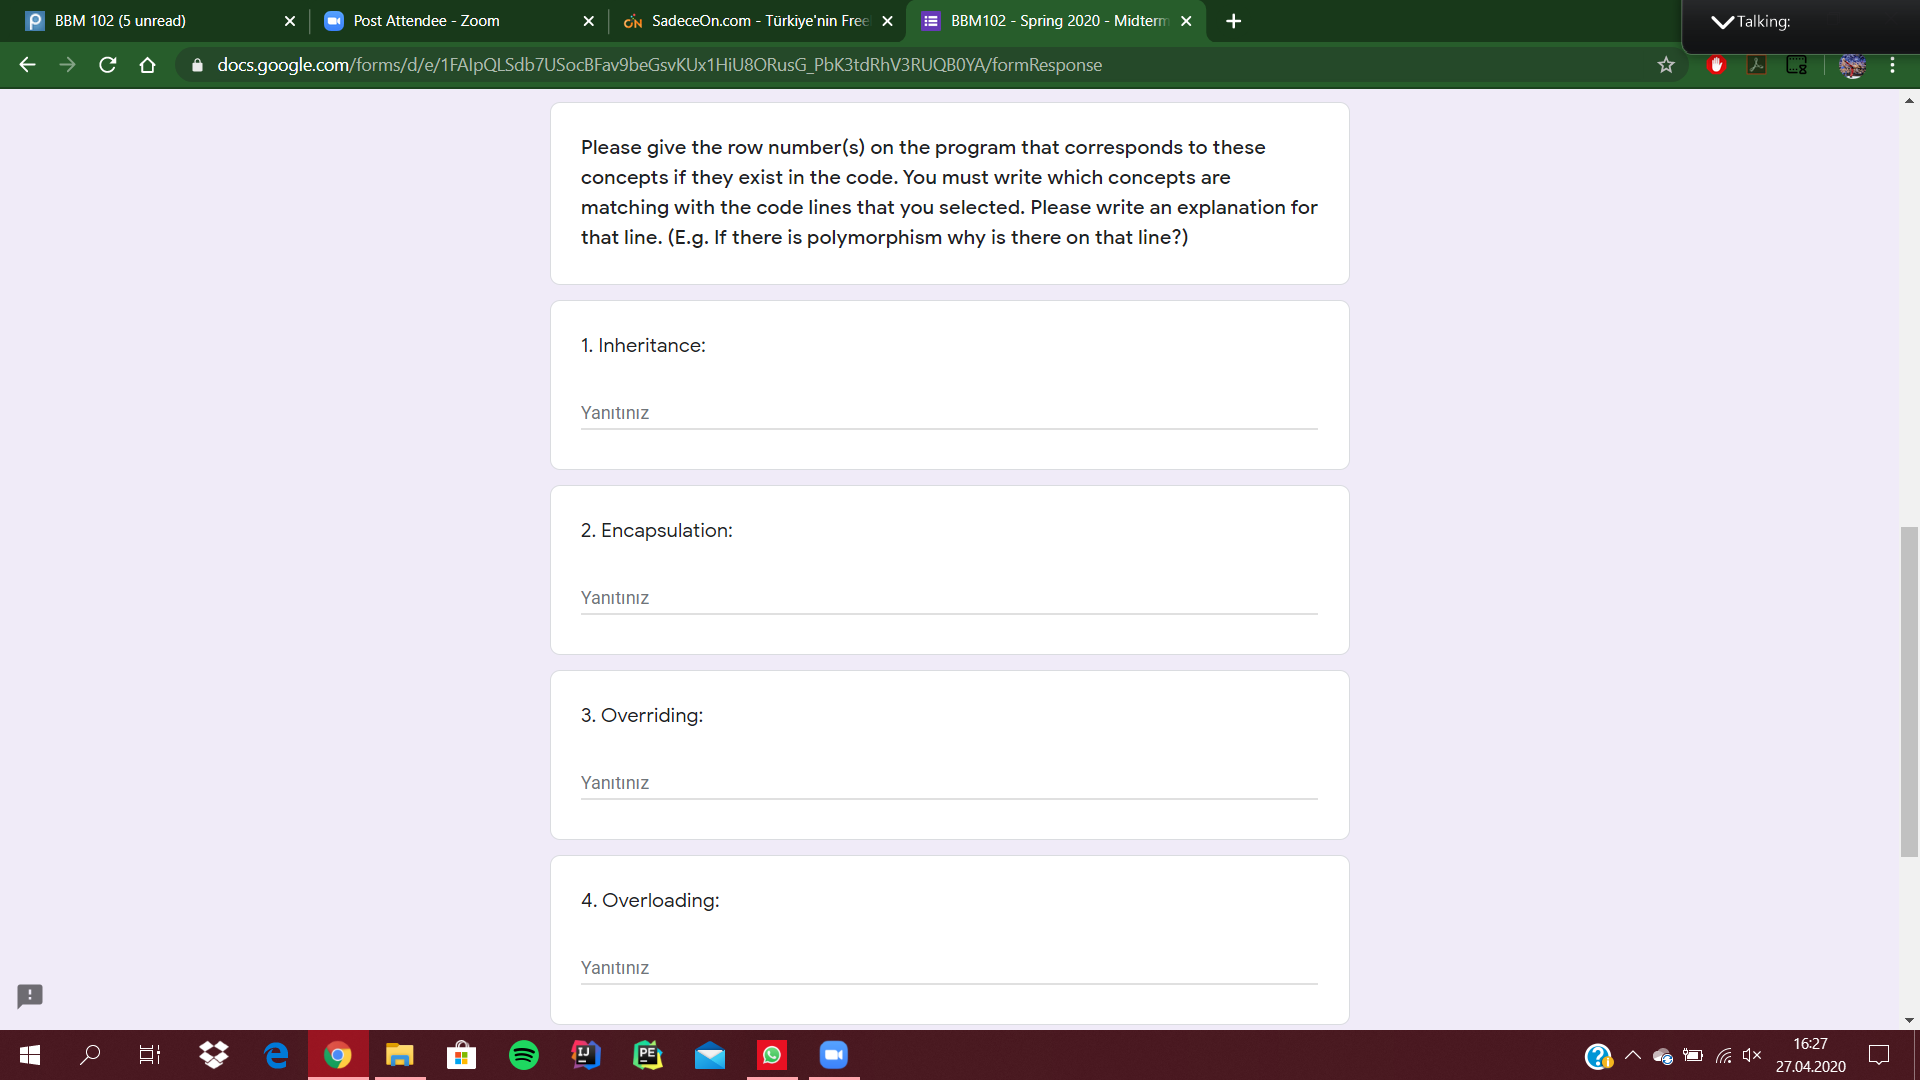 BBM 102 (5 unread)
Post Attendee - Zoom
ON SadeceOn.com - Türkiye'nin Free
BBM102 - Spring 2020 - Midterm
Talking:
docs.google.com/forms/d/e/1FAIpQLSdb7USocBFav9beGsvKUx1HiU8ORusG_PbK3tdRhV3RUQB0YA/formResponse
Please give the row number(s) on the program that corresponds to these
concepts if they exist in the code. You must write which concepts are
matching with the code lines that you selected. Please write an explanation for
that line. (E.g. If there is polymorphism why is there on that line?)
1. Inheritance:
Yanıtınız
2. Encapsulation:
Yanıtınız
3. Overriding:
Yanıtınız
4. Overloading:
Yanıtınız
IJ
PE
16:27
27.04.2020